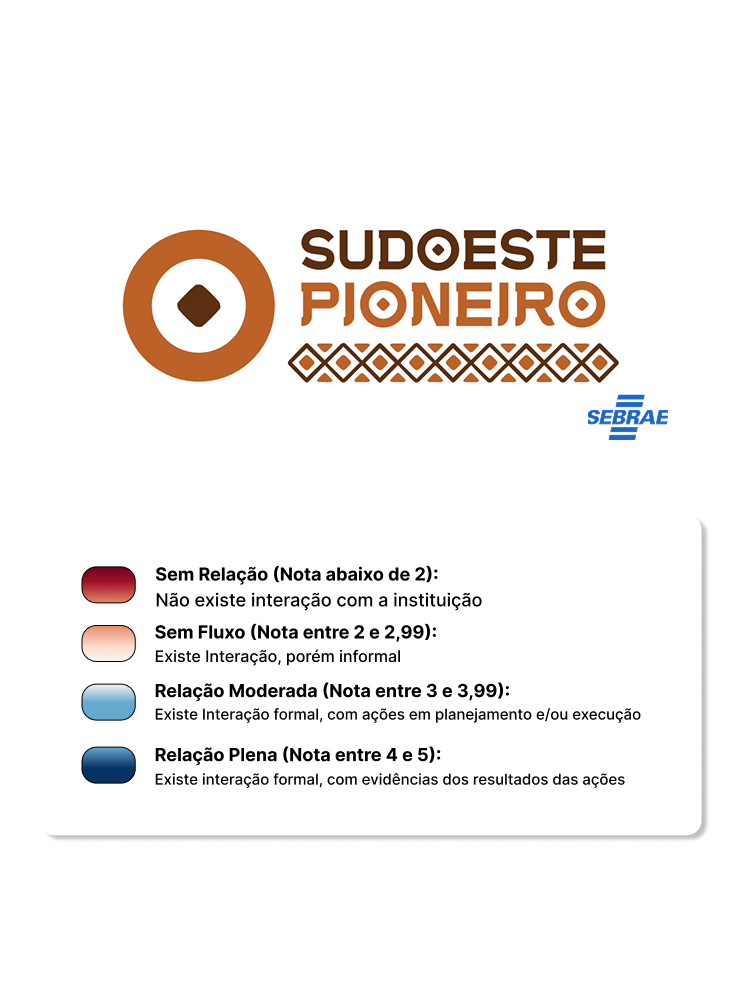 SUDOESTE
PIONEIRO
SEBRAE
Sem Relação (Nota abaixo de 2):
Não existe interação com a instituição
Sem Fluxo (Nota entre 2 e 2,99):
Existe Interação, porém informal
Relação Moderada (Nota entre 3 e 3,99):
Existe Interação formal, com ações em planejamento e/ou execução
Relação Plena (Nota entre 4 e 5):
Existe interação formal, com evidências dos resultados das ações